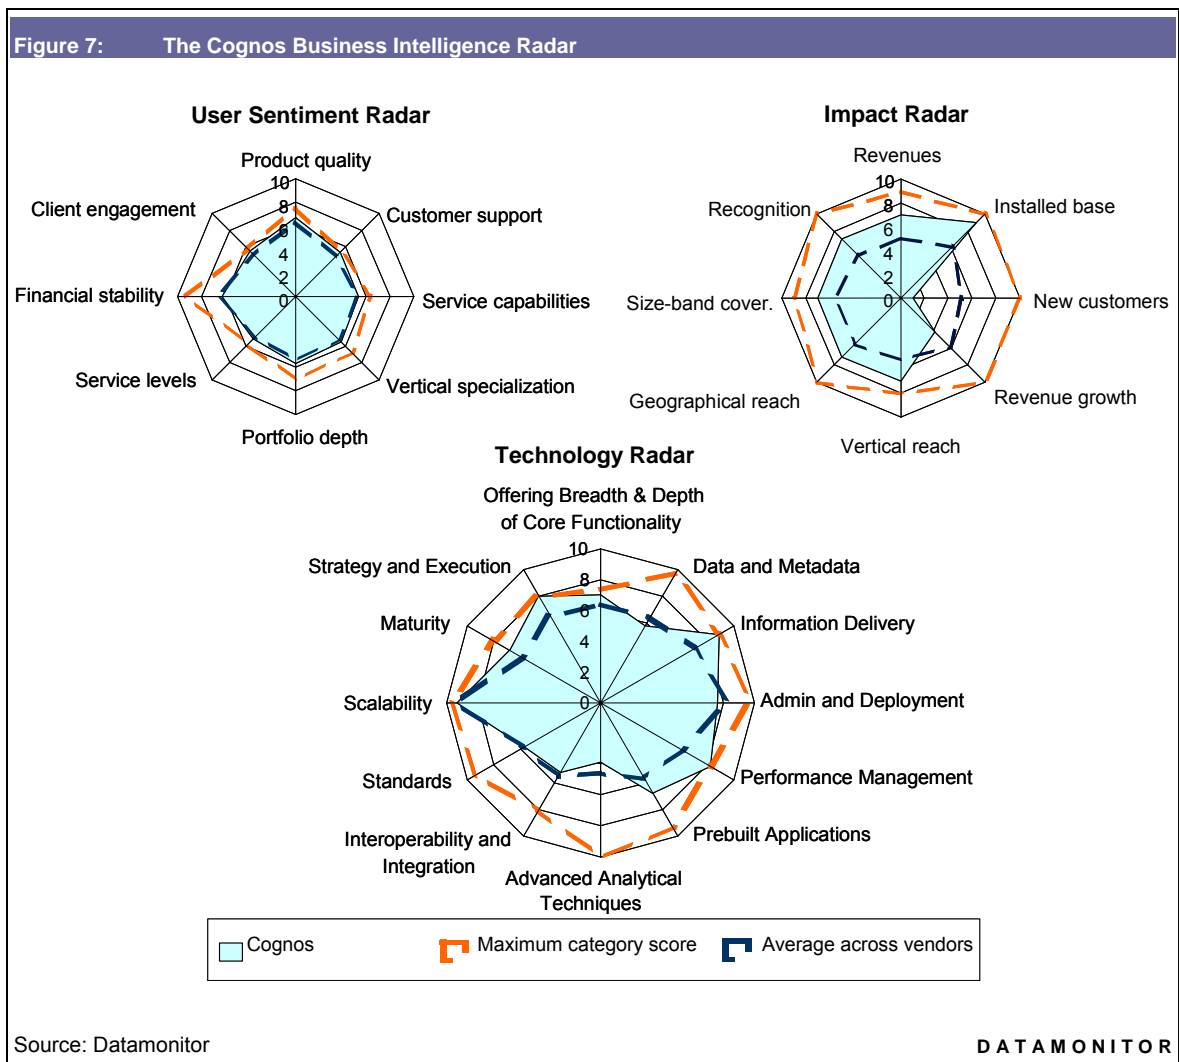 Figure 7: The Cognos Business Intelligence Radar
User Sentiment Radar
Product quality
Client engagement
Customer support
Financial stability
Service capabilities
Service levels
Vertical specialization
Portfolio depth
10
8
6
4
2
0
Impact Radar
Revenues
Recognition
Installed base
Size-band cover.
New customers
Geographical reach
Revenue growth
Vertical reach
10
8
6
4
2
0
Technology Radar
Offering Breadth & Depth
of Core Functionality
Strategy and Execution
Data and Metadata
Maturity
Information Delivery
Scalability
Admin and Deployment
Standards
Performance Management
Interoperability and
Integration
Prebuilt Applications
Advanced Analytical
Techniques
10
8
6
4
2
0
Cognos
Maximum category score
Average across vendors
Source: Datamonitor
DATAMONITOR